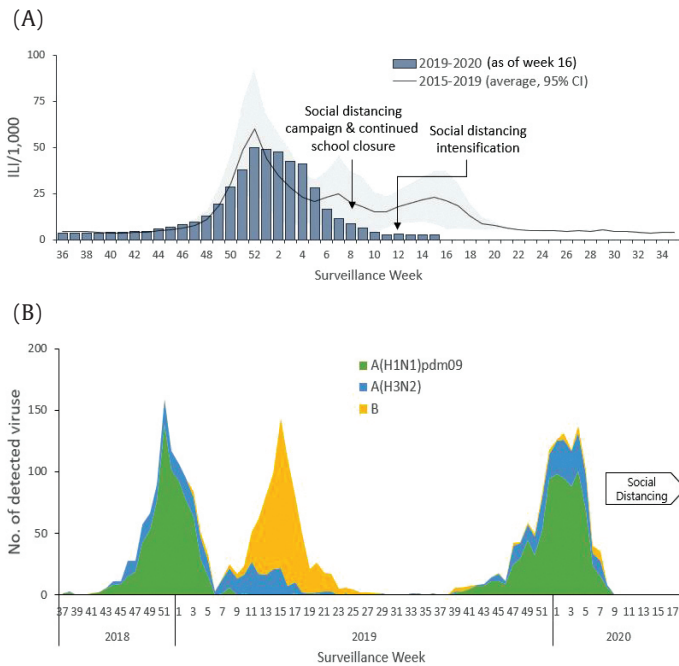 (A)
100
75
50
25
0
ILI/1,000
2019-2020 (as of week 16)
2015-2019 (average, 95% CI)
Social distancing
campaign & continued
school closure
Social distancing
intensification
36 38 40 42 44 46 48 50 52 2 4 6 8 10 12 14 16 18 20 22 24 26 28 30 32 34
Surveillance Week
(B)
200
150
100
50
0
No. of detected viruse
A(H1N1)pdm09
A(H3N2)
B
Social
Distancing
37 39 41 43 45 47 49 51 1 3 5 7 9 11 13 15 17 19 21 23 25 27 29 31 33 35 37 39 41 43 45 47 49 51 1 3 5 7 9 11 13 15 17
2018 2019 2020
Surveillance Week